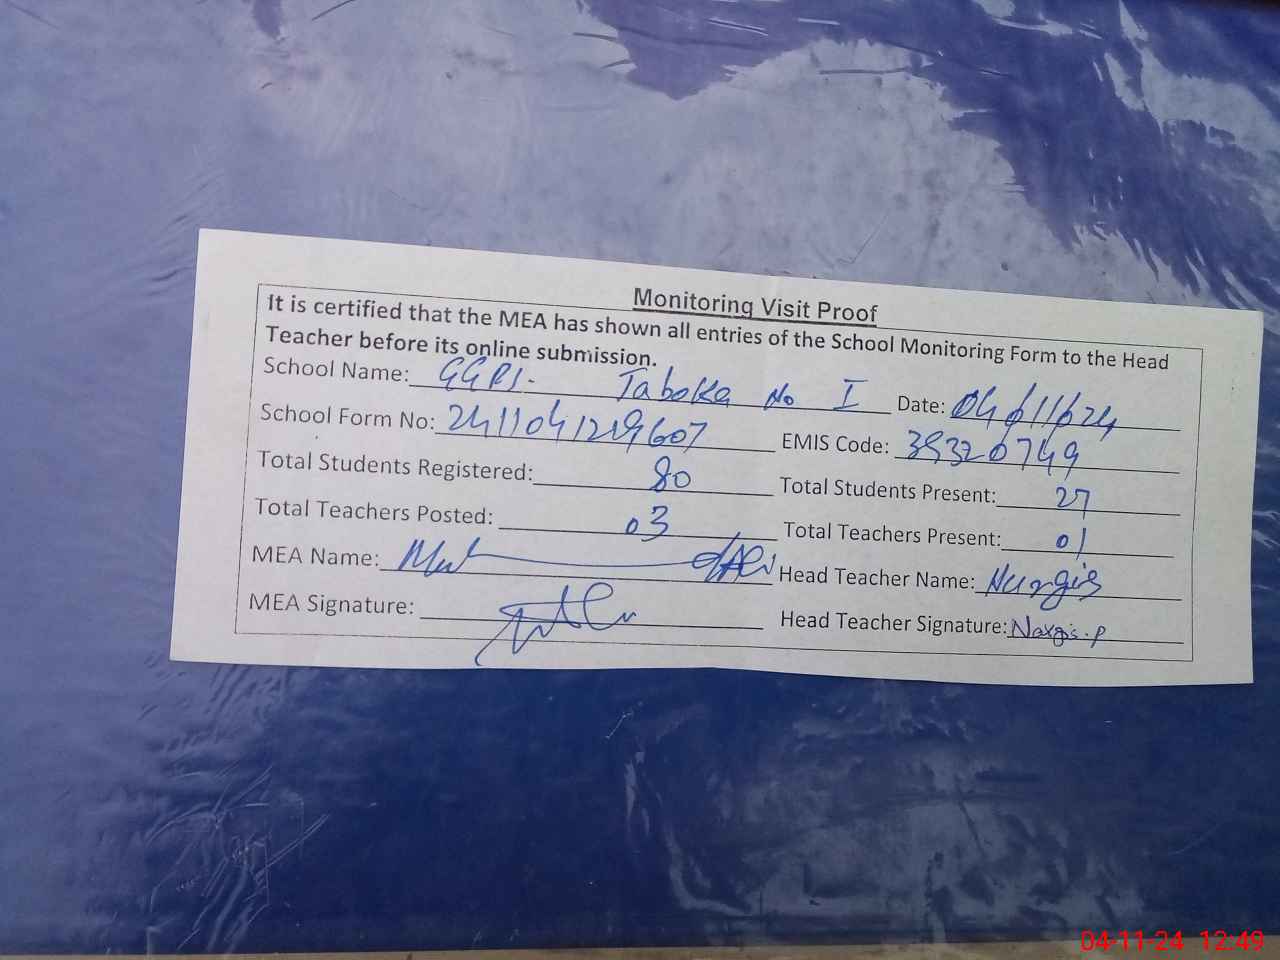 Monitoring Visit Proof
It is certified that the MEA has shown all entries of the School Monitoring Form to the Head
Teacher before its online submission.
School Name: GGPS. Taboka No I Date: 04/11/24
School Form No: 2411041219607 EMIS Code: 39320749
Total Students Registered: 80 Total Students Present: 27
Total Teachers Posted: 03 Total Teachers Present: 01
MEA Name: Head Teacher Name: Nurgis
MEA Signature: Head Teacher Signature: Nargis.P
04-11-24 12:49